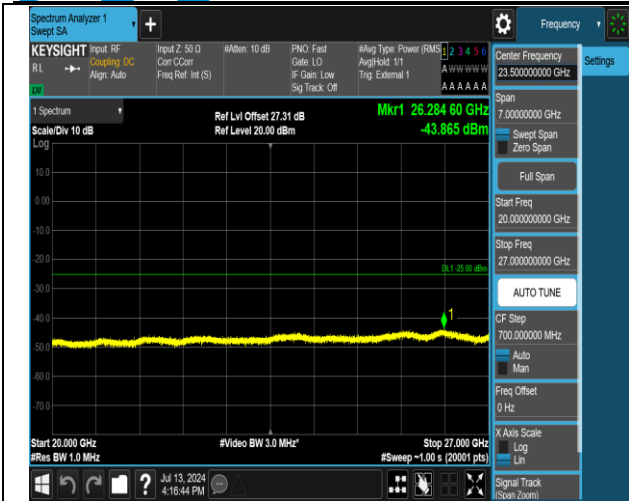 Spectrum Analyzer 1
Swept SA
+
Frequency
KEYSIGHT
RL
LNI
Input: RF
Coupling: DC
Align: Auto
Input Z: 50 Ω
Corr CCorr
Freq Ref: Int (S)
#Atten: 10 dB
PNO: Fast
Gate: LO
IF Gain: Low
Sig Track: Off
#Avg Type: Power (RMS
Avg|Hold: 1/1
Trig: External 1
1 2 3 4 5 6
A W W W W W
A A A A A A
1 Spectrum
Scale/Div 10 dB
Log
Ref Lvl Offset 27.31 dB
Ref Level 20.00 dBm
Mkr1 26.284 60 GHz
-43.865 dBm
10.0
0.00
-10.0
-20.0
-30.0
-40.0
-50.0
-60.0
-70.0
DL1 -25.00 dBm
1
Start 20.000 GHz
#Res BW 1.0 MHz
#Video BW 3.0 MHz*
Stop 27.000 GHz
#Sweep ~1.00 s (20001 pts)
?
Jul 13, 2024
4:16:44 PM
Center Frequency
23.500000000 GHz
Settings
Span
7.00000000 GHz
Swept Span
Zero Span
Full Span
Start Freq
20.000000000 GHz
Stop Freq
27.000000000 GHz
AUTO TUNE
CF Step
700.000000 MHz
Auto
Man
Freq Offset
0 Hz
X Axis Scale
Log
Lin
Signal Track
(Span Zoom)